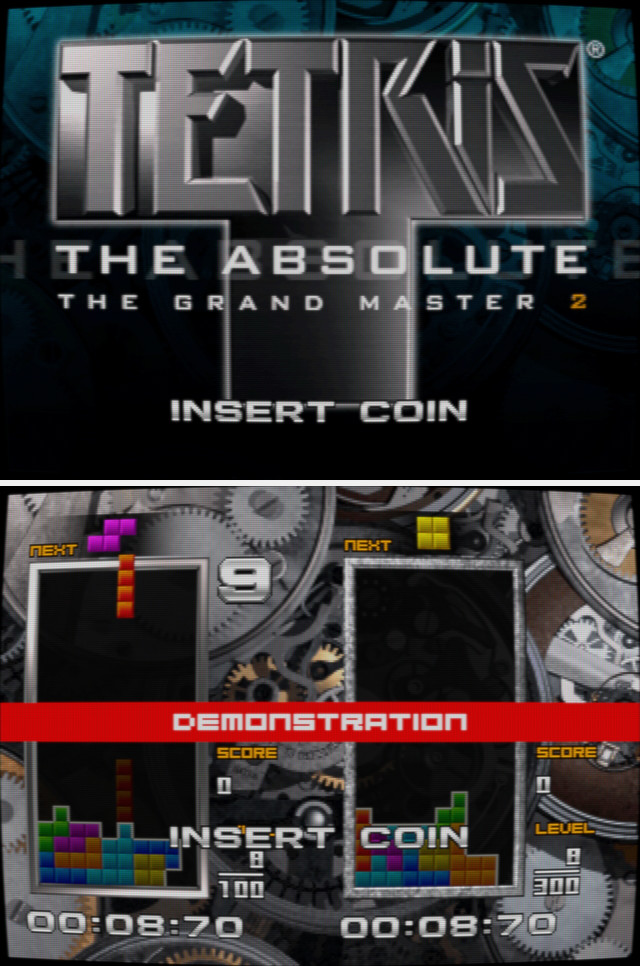 TETRIS®
THE ABSOLUTE
THE GRAND MASTER 2
INSERT COIN
NEXT
9
NEXT
DEMONSTRATION
SCORE
0
SCORE
0
INSERT COIN
LEVEL
8
100
8
300
00:08:70
00:08:70